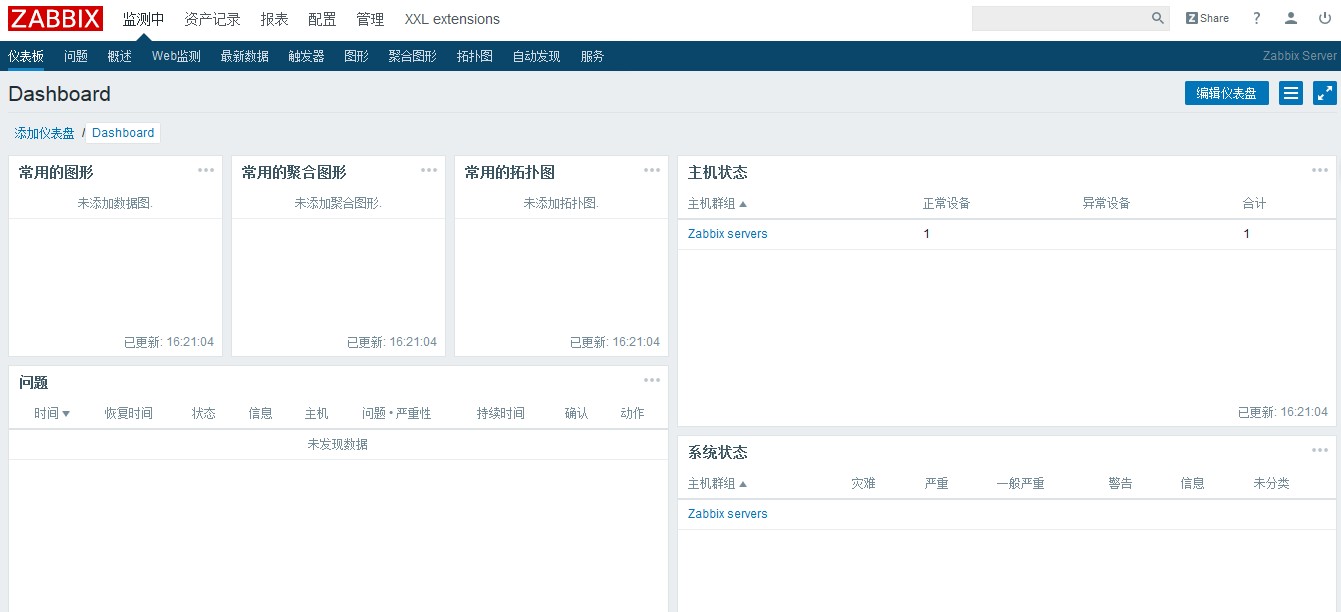 ZABBIX 监测中 资产记录 报表 配置 管理 XXL extensions Z Share ?
仪表板 问题 概述 Web监测 最新数据 触发器 图形 聚合图形 拓扑图 自动发现 服务 Zabbix Server
Dashboard 编辑仪表盘
添加仪表盘 / Dashboard
常用的图形
未添加数据图.
已更新: 16:21:04
常用的聚合图形
未添加聚合图形.
已更新: 16:21:04
常用的拓扑图
未添加拓扑图.
已更新: 16:21:04
主机状态
主机群组 正常设备 异常设备 合计
Zabbix servers 1 1
已更新: 16:21:04
问题
时间 恢复时间 状态 信息 主机 问题 • 严重性 持续时间 确认 动作
未发现数据
系统状态
主机群组 灾难 严重 一般严重 警告 信息 未分类
Zabbix servers